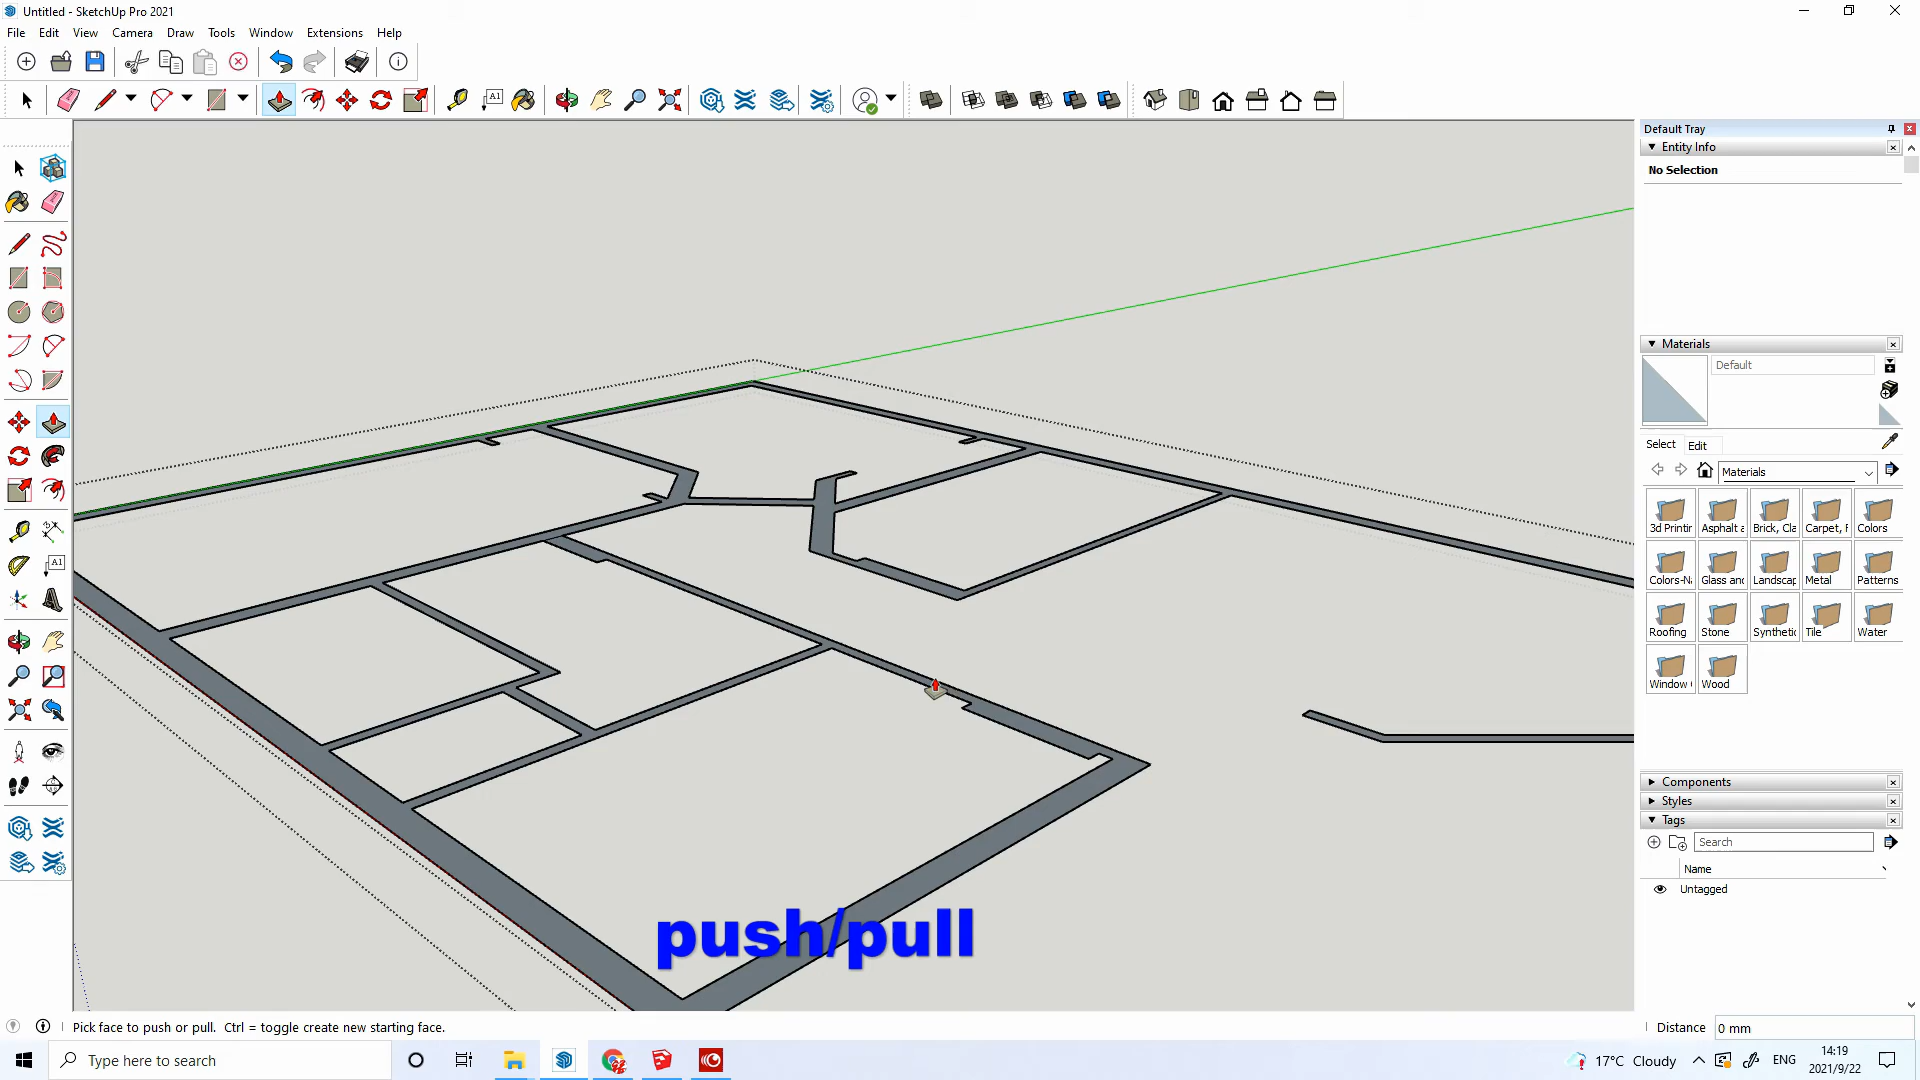 Untitled - SketchUp Pro 2021
File Edit View Camera Draw Tools Window Extensions Help
A1
Default Tray
Entity Info
No Selection
Materials
Default
Select Edit
Materials
3d Printir Asphalt a Brick, Cla Carpet, F Colors
Colors-Na Glass and Landscap Metal Patterns
Roofing Stone Synthetic Tile Water
Window Wood
Components
Styles
Tags
Search
Name
Untagged
A1
push/pull
Pick face to push or pull. Ctrl = toggle create new starting face.
Distance 0 mm
Type here to search
17°C Cloudy
ENG
14:19
2021/9/22